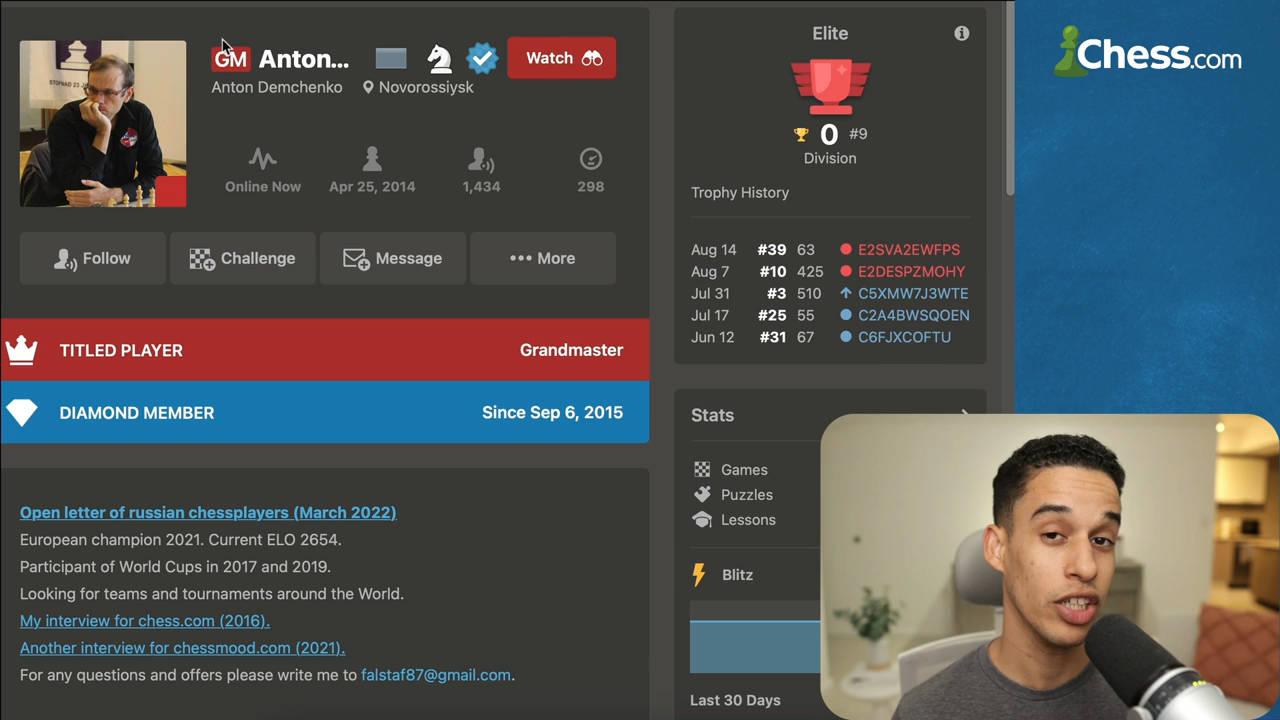 GM Anton...
Watch
Anton Demchenko
Novorossiysk
Online Now
Apr 25, 2014
1,434
298
Follow
Challenge
Message
More
TITLED PLAYER
Grandmaster
DIAMOND MEMBER
Since Sep 6, 2015
Open letter of russian chessplayers (March 2022)
European champion 2021. Current ELO 2654.
Participant of World Cups in 2017 and 2019.
Looking for teams and tournaments around the World.
My interview for chess.com (2016).
Another interview for chessmood.com (2021).
For any questions and offers please write me to falstaf87@gmail.com.
Elite
0 #9
Division
Trophy History
Aug 14 #39 63 E2SVA2EWFPS
Aug 7 #10 425 E2DESPZMOHY
Jul 31 #3 510 C5XMW7J3WTE
Jul 17 #25 55 C2A4BWSQOEN
Jun 12 #31 67 C6FJXCOFTU
Stats
Games
Puzzles
Lessons
Blitz
Last 30 Days
Chess.com